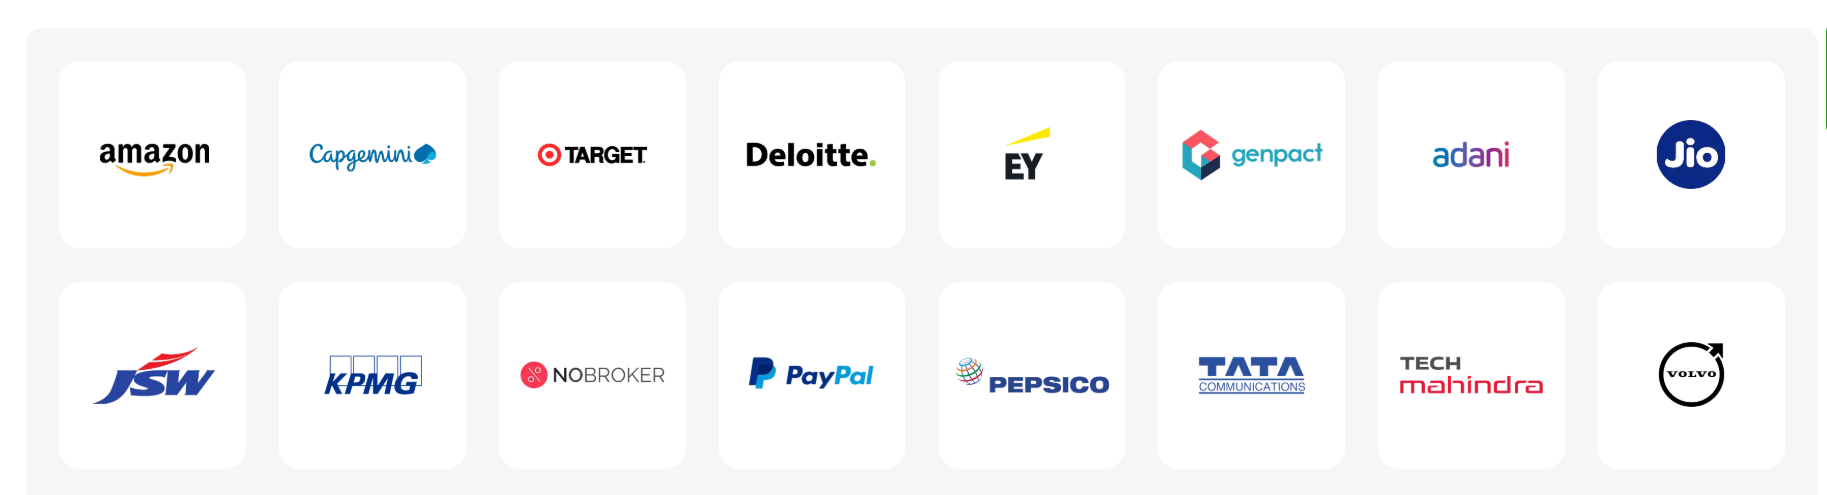 amazon
Capgemini
TARGET
Deloitte.
EY
genpact
adani
Jio
JSW
KPMG
NOBROKER
PayPal
PEPSICO
TATA
COMMUNICATIONS
TECH
mahindra
VOLVO